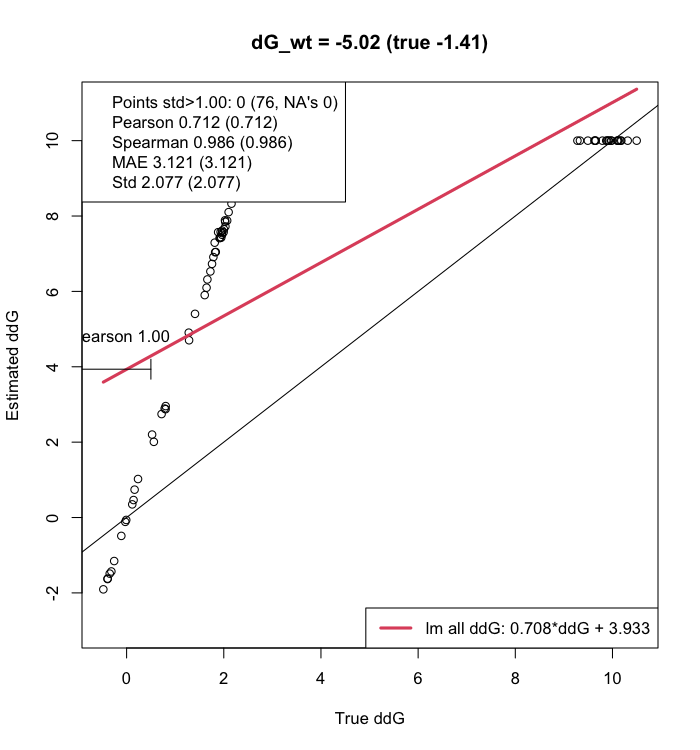 dG_wt = -5.02 (true -1.41)
Points std>1.00: 0 (76, NA's 0)
Pearson 0.712 (0.712)
Spearman 0.986 (0.986)
MAE 3.121 (3.121)
Std 2.077 (2.077)
earson 1.00
10
8
6
4
2
0
-2
Estimated ddG
lm all ddG: 0.708*ddG + 3.933
0 2 4 6 8 10
True ddG